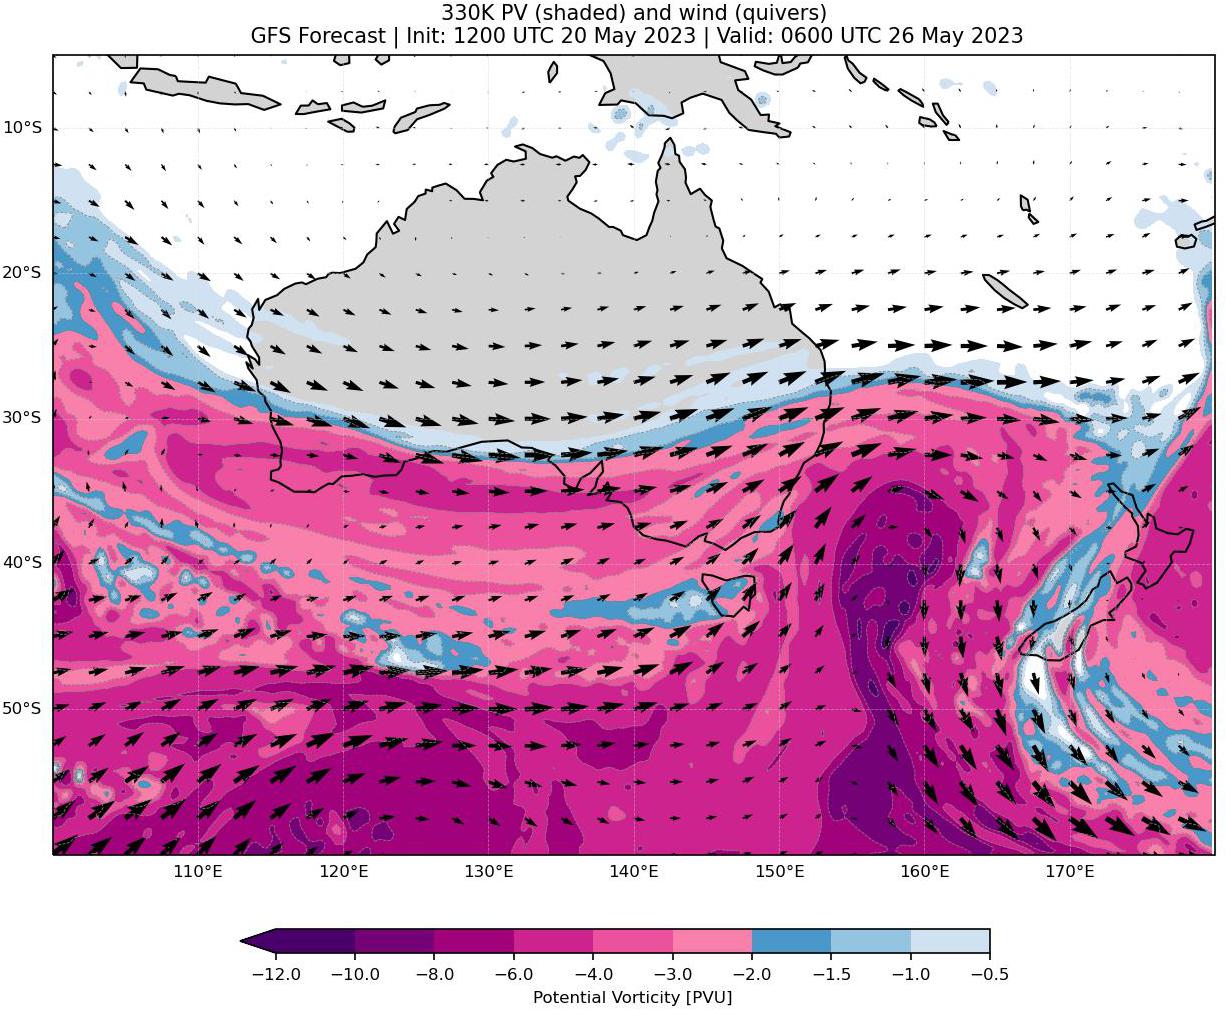 330K PV (shaded) and wind (quivers)
GFS Forecast | Init: 1200 UTC 20 May 2023 | Valid: 0600 UTC 26 May 2023
10°S
20°S
30°S
40°S
50°S
110°E 120°E 130°E 140°E 150°E 160°E 170°E
−12.0 −10.0 −8.0 −6.0 −4.0 −3.0 −2.0 −1.5 −1.0 −0.5
Potential Vorticity [PVU]